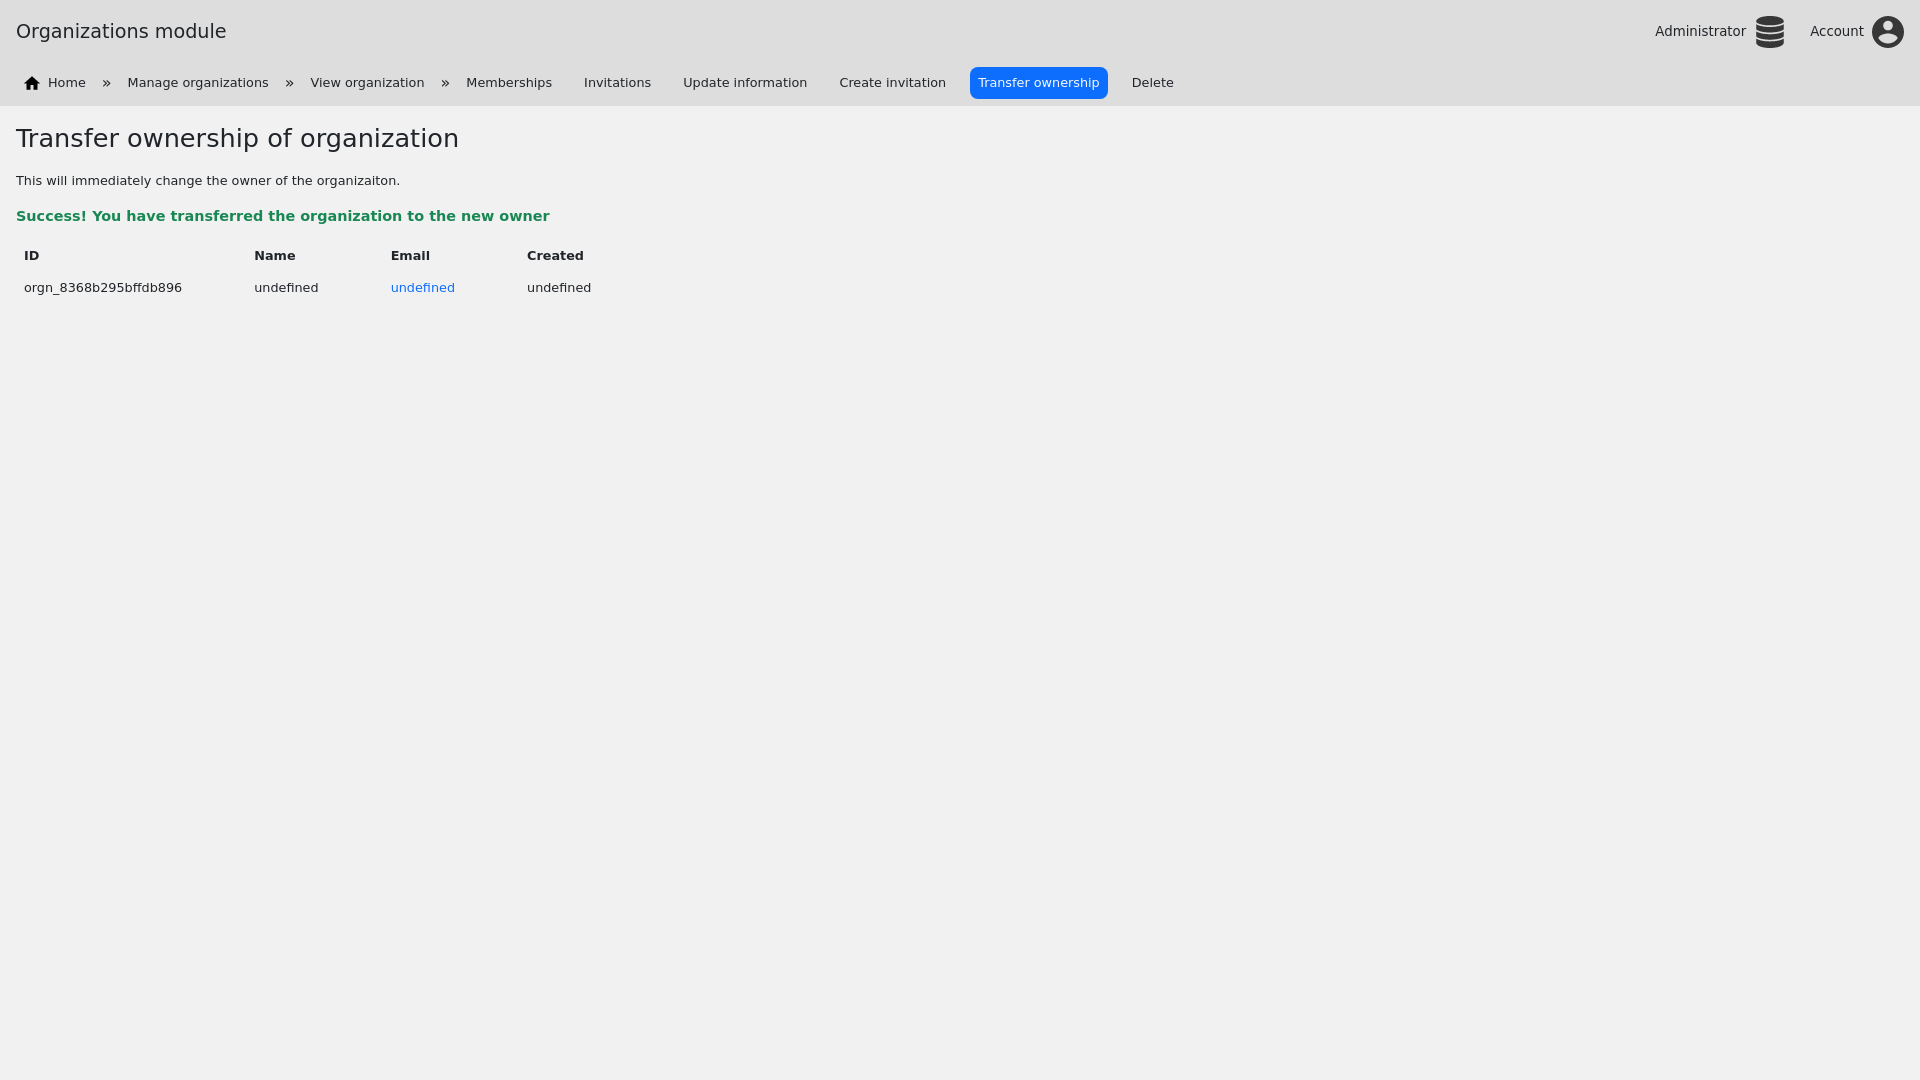 Organizations module
Administrator
Account
Home » Manage organizations » View organization » Memberships Invitations Update information Create invitation Transfer ownership Delete
Transfer ownership of organization
This will immediately change the owner of the organizaiton.
Success! You have transferred the organization to the new owner
ID Name Email Created
orgn_8368b295bffdb896 undefined undefined undefined